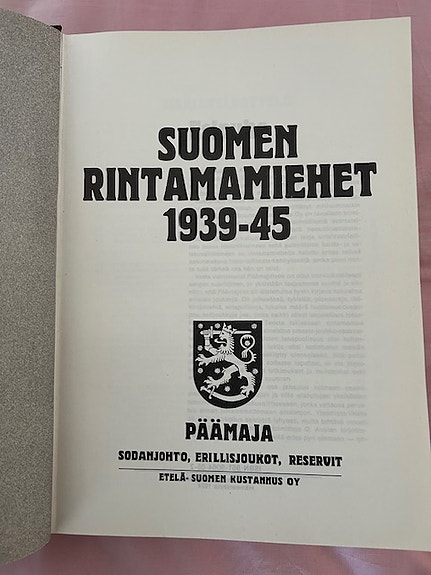 SUOMEN
RINTAMAMIEHET
1939-45
PÄÄMAJA
SODANJOHTO, ERILLISJOUKOT, RESERVIT
ETELÄ-SUOMEN KUSTANNUS OY